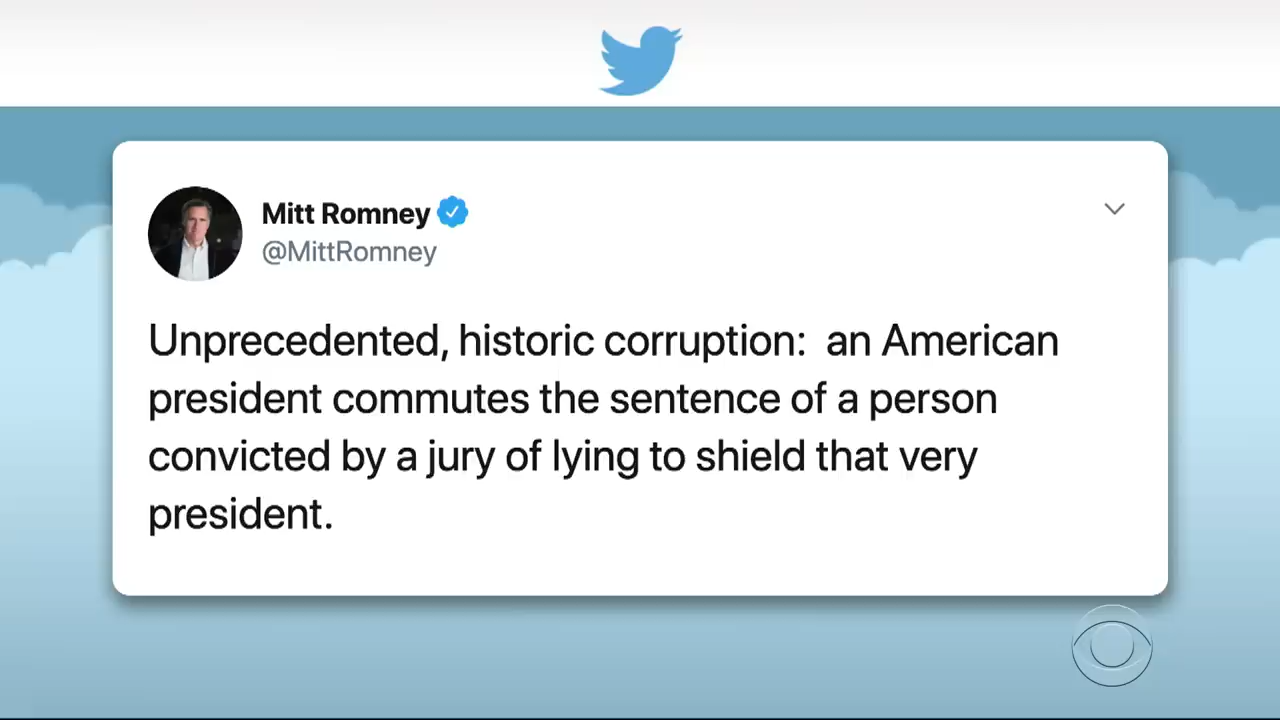 Mitt Romney
@MittRomney
Unprecedented, historic corruption:  an American
president commutes the sentence of a person
convicted by a jury of lying to shield that very
president.